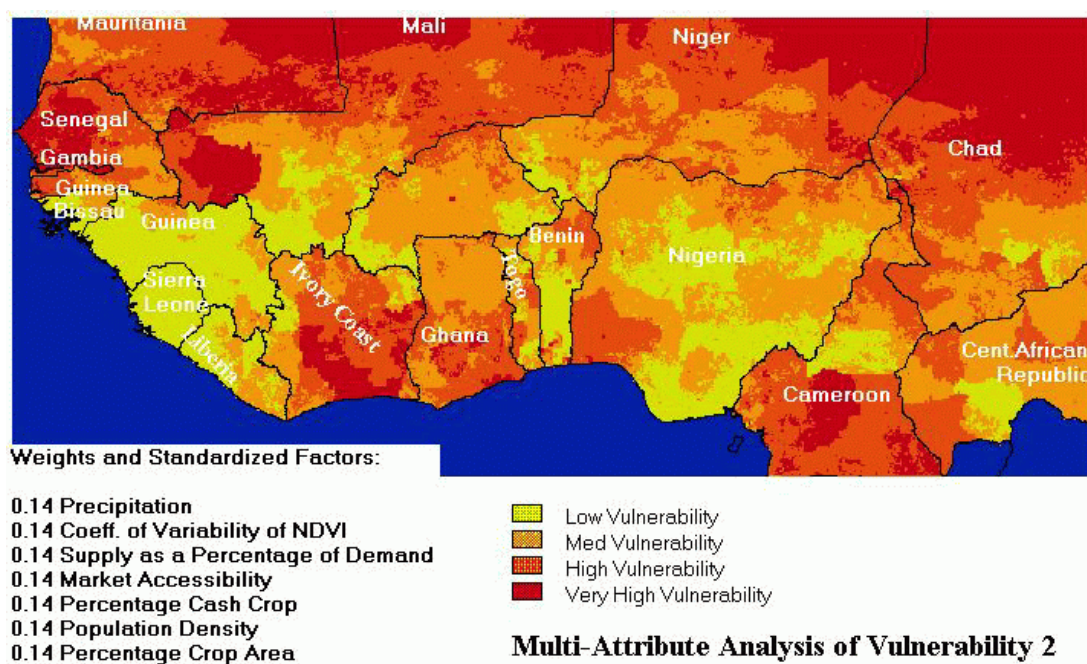 Mauritania
Mali
Niger
Senegal
Gambia
Chad
Guinea
Bissau
Guinea
Benin
Nigeria
Togo
Sierra
Leone
Ivory Coast
Liberia
Ghana
Cent.African
Republic
Cameroon
Weights and Standardized Factors:
0.14 Precipitation
0.14 Coeff. of Variability of NDVI
0.14 Supply as a Percentage of Demand
0.14 Market Accessibility
0.14 Percentage Cash Crop
0.14 Population Density
0.14 Percentage Crop Area
Low Vulnerability
Med Vulnerability
High Vulnerability
Very High Vulnerability
Multi-Attribute Analysis of Vulnerability 2